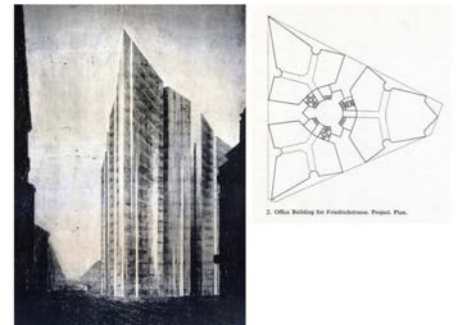 2. Office Building for Friedrichstrasse. Project. Plan.